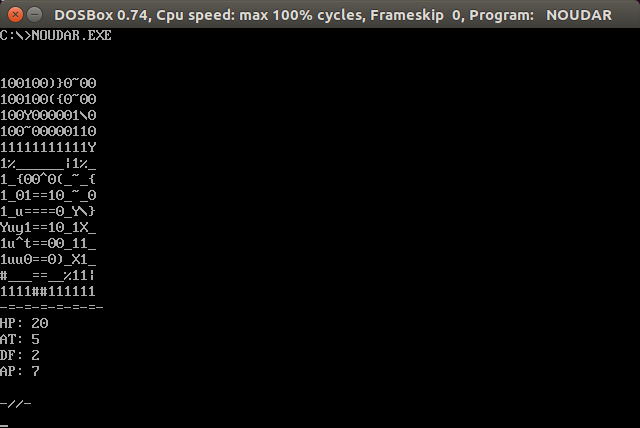 DOSBox 0.74, Cpu speed: max 100% cycles, Frameskip 0, Program: NOUDAR
C:\>NOUDAR.EXE
100100)}0~00
100100({0~00
100Y000001\0
100~00000110
11111111111Y
1%______¦1%_
1_{00^0(_~_{
1_01==10_~_0
1_u====0_Y\}
Yuy1==10_1X_
1u^t==00_11_
1uu0==0)_X1_
#___==__%11¦
1111##111111
-=-=-=-=-=-=-
HP: 20
AT: 5
DF: 2
AP: 7
-//-
_